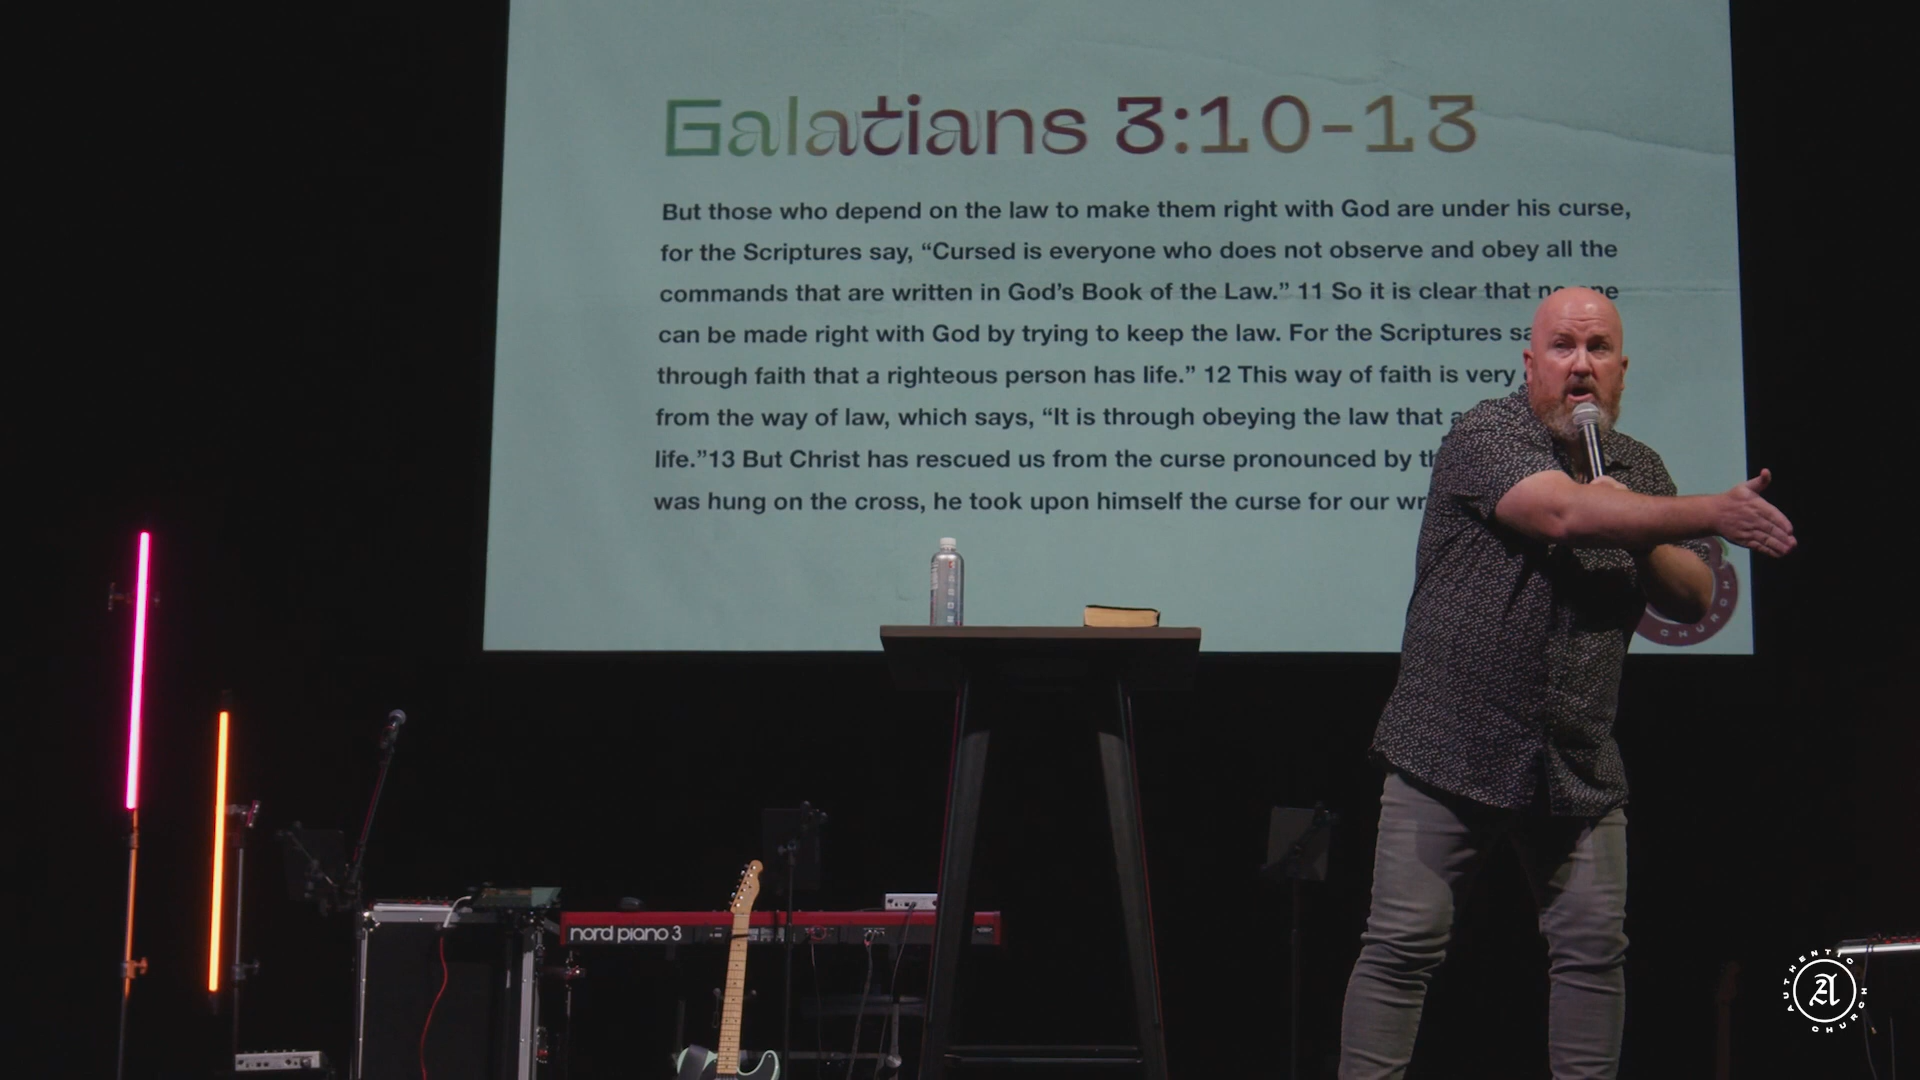 Galatians 3:10-13
But those who depend on the law to make them right with God are under his curse,
for the Scriptures say, “Cursed is everyone who does not observe and obey all the
commands that are written in God’s Book of the Law.” 11 So it is clear that no one
can be made right with God by trying to keep the law. For the Scriptures
through faith that a righteous person has life.” 12 This way of faith is very
from the way of law, which says, “It is through obeying the law that
life.”13 But Christ has rescued us from the curse pronounced by
was hung on the cross, he took upon himself the curse for our
CHURCH
nord piano 3
AUTHENTIC
A
CHURCH